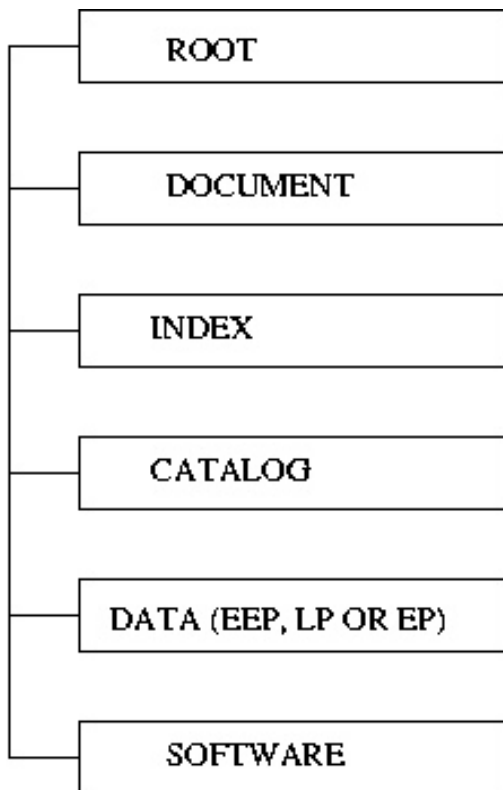 ROOT
DOCUMENT
INDEX
CATALOG
DATA (EEP, LP OR EP)
SOFTWARE